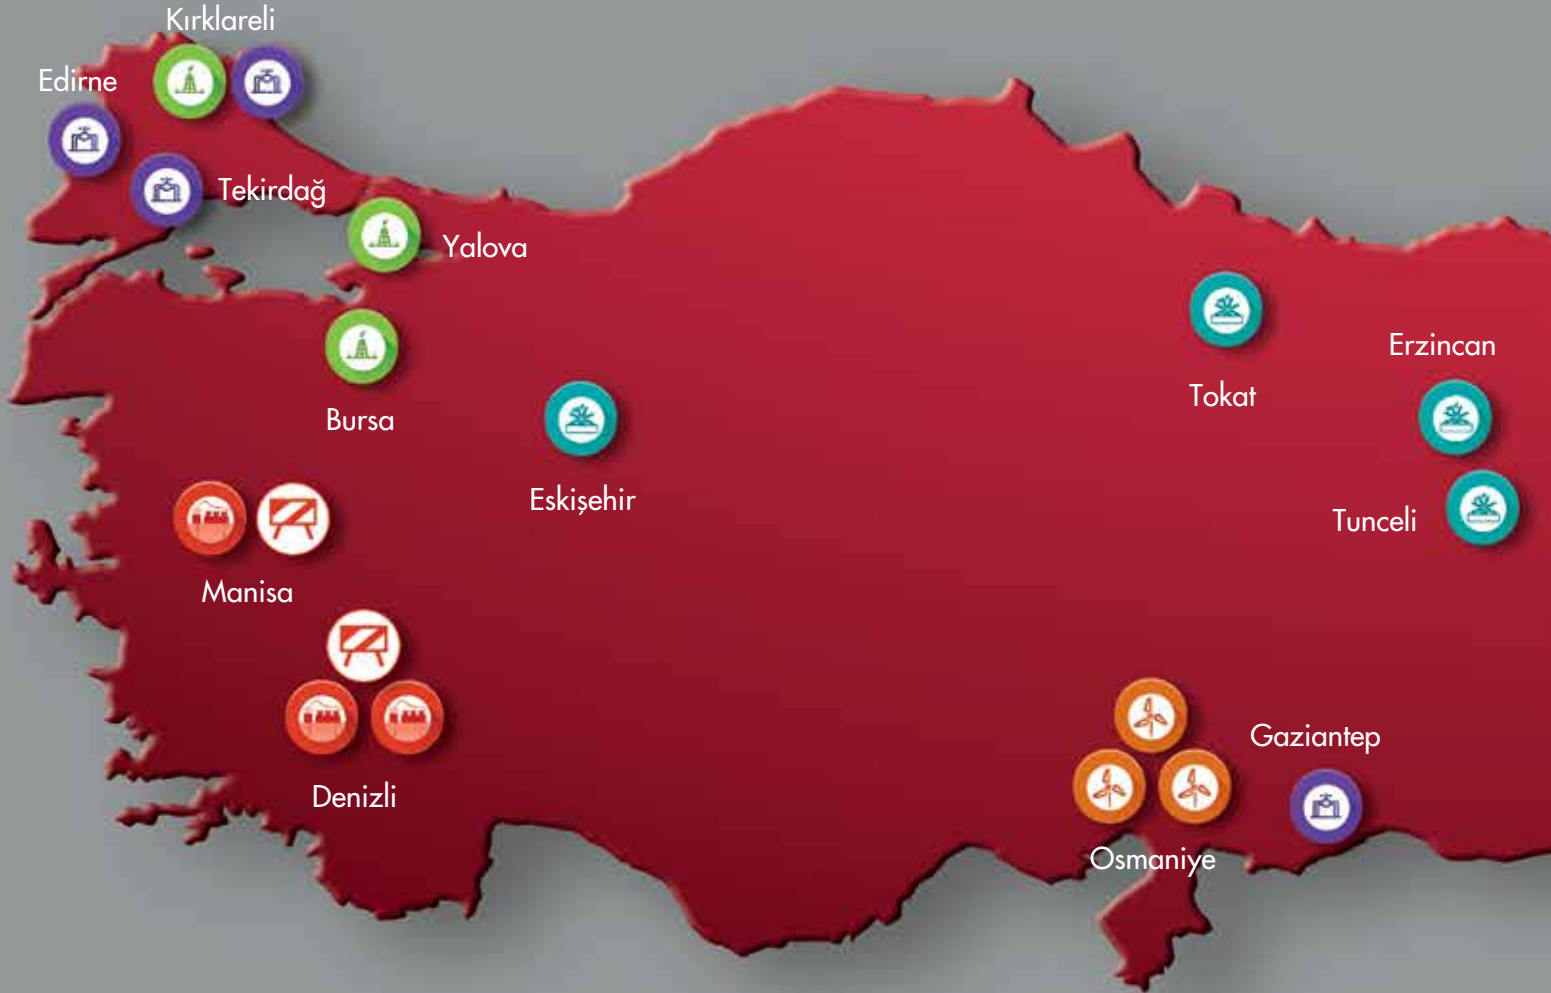 Kırklareli
Edirne
Tekirdağ
Yalova
Bursa
Eskişehir
Tokat
Erzincan
Tunceli
Manisa
Denizli
Gaziantep
Osmaniye